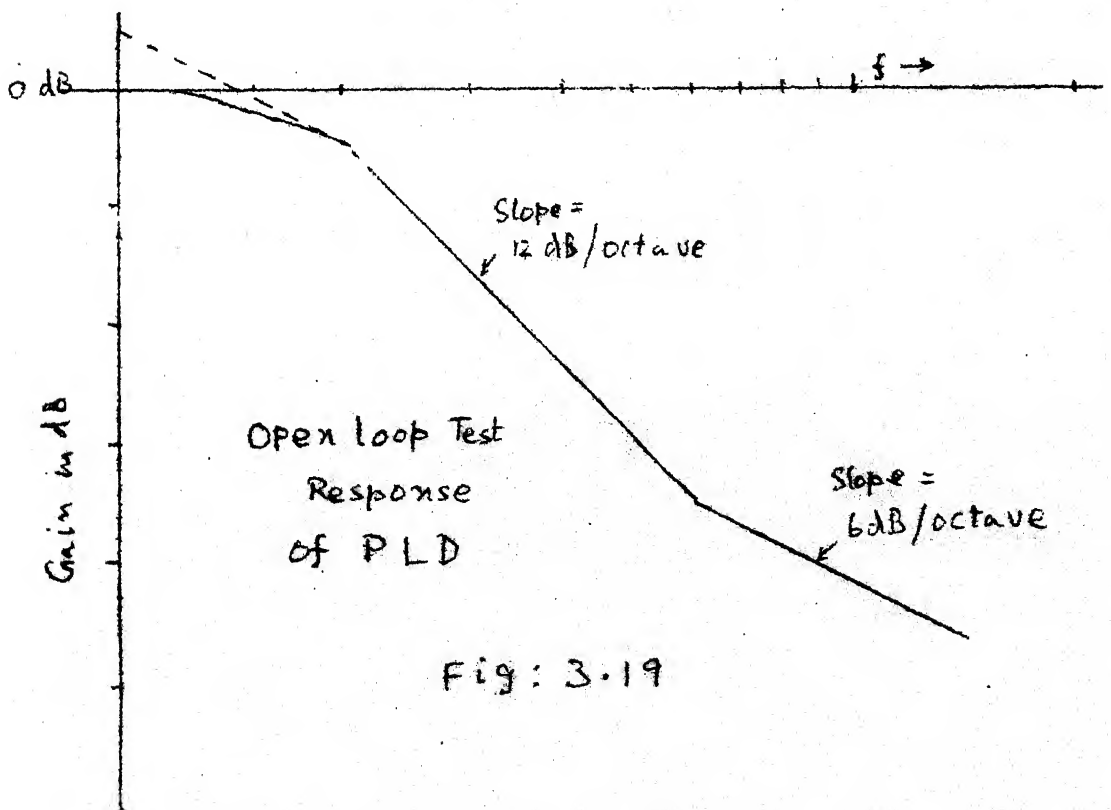 0 dB
f →
Slope =
12 dB/octave
Gain in dB
Open loop Test
Response
of PLD
Slope =
6dB/octave
Fig: 3.19